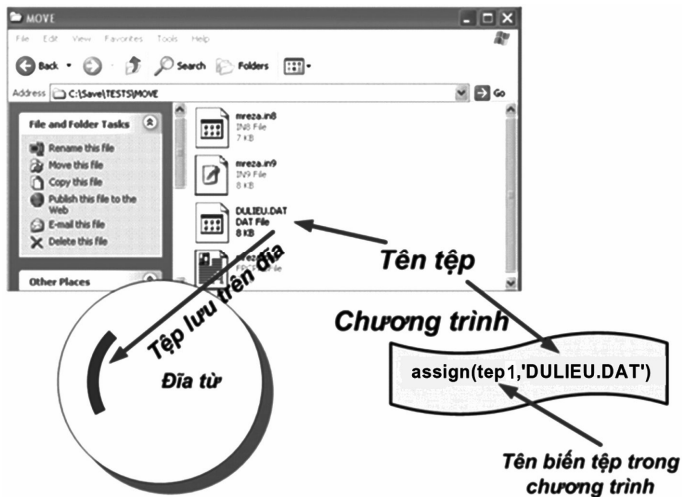 MOVE
File Edit View Favorites Tools Help
Back Search Folders
Address C:\Save\TESTS\MOVE Go
File and Folder Tasks
Rename this file
Move this file
Copy this file
Publish this file to the
Web
E-mail this file
Delete this file
Other Places
mreza.in8
IN8 File
7 KB
mreza.in9
IN9 File
8 KB
DULIEU.DAT
DAT File
8 KB
Tên tệp
Tệp lưu trên đĩa
Đĩa từ
Chương trình
assign(tep1,'DULIEU.DAT')
Tên biến tệp trong
chương trình